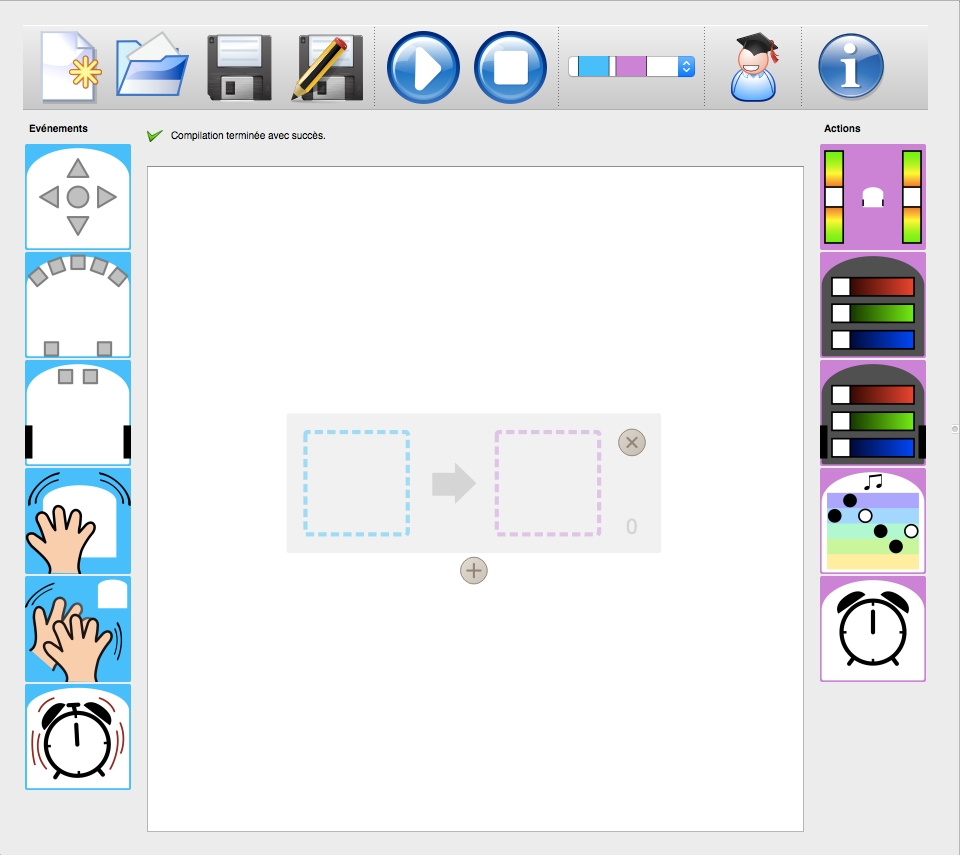 Evénements
Compilation terminée avec succès.
Actions
0